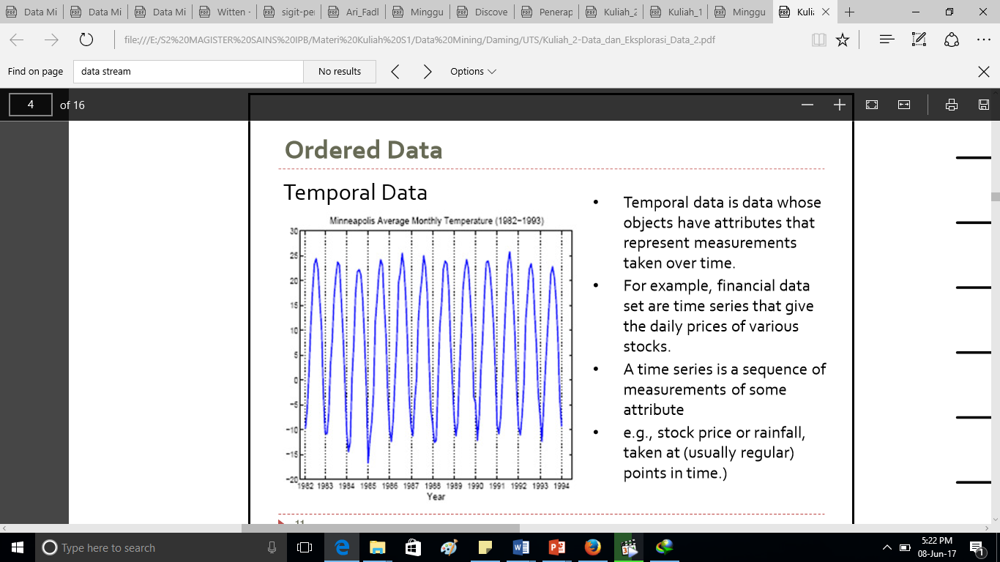 Data Mi
Data Mi
Data Mi
Witten -
sigit-pe
Ari_Fadl
Minggu
Discove
Penerap
Kuliah_2
Kuliah_1
Minggu
Kuli
file:///E:/S2%20MAGISTER%20SAINS%20IPB/Materi%20Kuliah%20S1/Data%20Mining/Daming/UTS/Kuliah_2-Data_dan_Eksplorasi_Data_2.pdf
Find on page
data stream
No results
Options
4 of 16
Ordered Data
Temporal Data
Minneapolis Average Monthly Temperature (1982-1993)
30
25
20
15
10
5
0
-5
-10
-15
-20
1982 1983 1984 1985 1986 1987 1988 1989 1990 1991 1992 1993 1994
Year
• Temporal data is data whose
objects have attributes that
represent measurements
taken over time.
• For example, financial data
set are time series that give
the daily prices of various
stocks.
• A time series is a sequence of
measurements of some
attribute
• e.g., stock price or rainfall,
taken at (usually regular)
points in time.)
11
Type here to search
5:22 PM
08-Jun-17
1